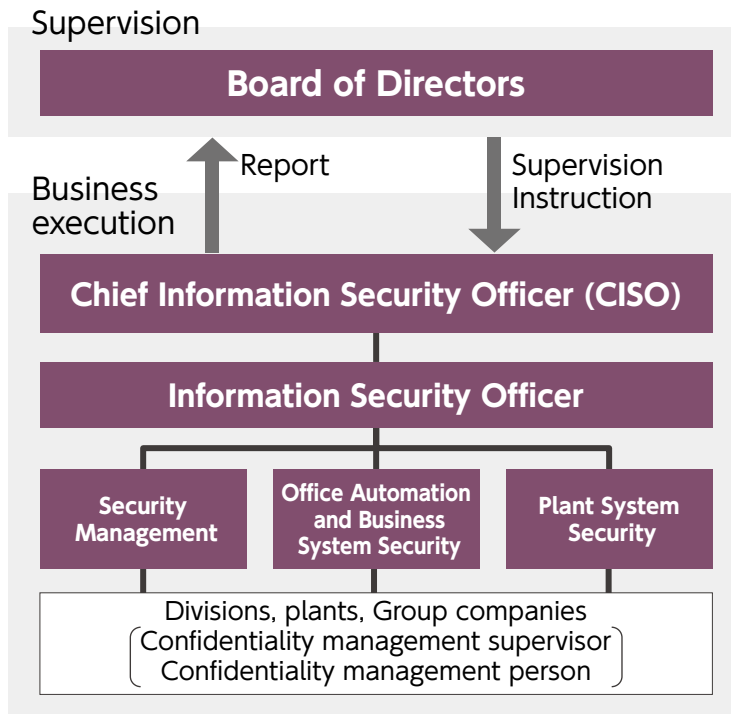 Supervision
Board of Directors
Report
Supervision
Instruction
Business
execution
Chief Information Security Officer (CISO)
Information Security Officer
Security
Management
Office Automation
and Business
System Security
Plant System
Security
Divisions, plants, Group companies
Confidentiality management supervisor
Confidentiality management person